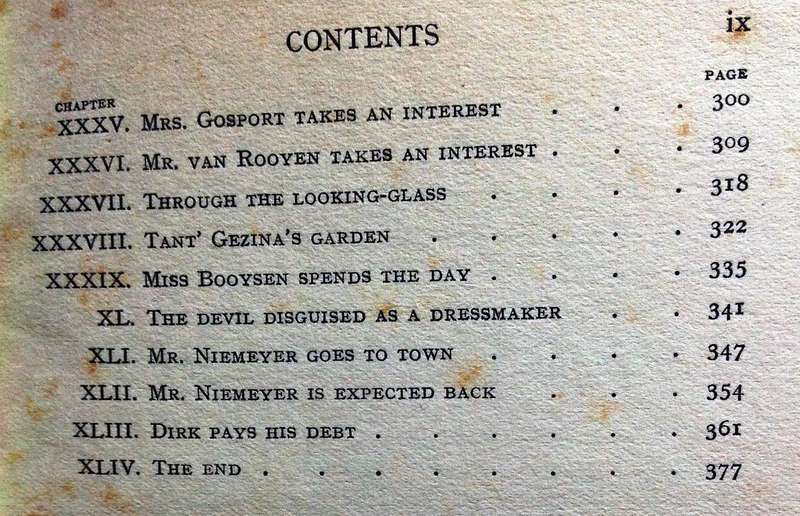 CONTENTS ix
CHAPTER PAGE
XXXV. Mrs. Gosport takes an interest . . . 300
XXXVI. Mr. van Rooyen takes an interest . . . 309
XXXVII. Through the looking-glass . . . . 318
XXXVIII. Tant' Gezina's garden . . . . . 322
XXXIX. Miss Booysen spends the day . . . . 335
XL. The devil disguised as a dressmaker . . 341
XLI. Mr. Niemeyer goes to town . . . . 347
XLII. Mr. Niemeyer is expected back . . . 354
XLIII. Dirk pays his debt . . . . . . 361
XLIV. The end . . . . . . . . 377